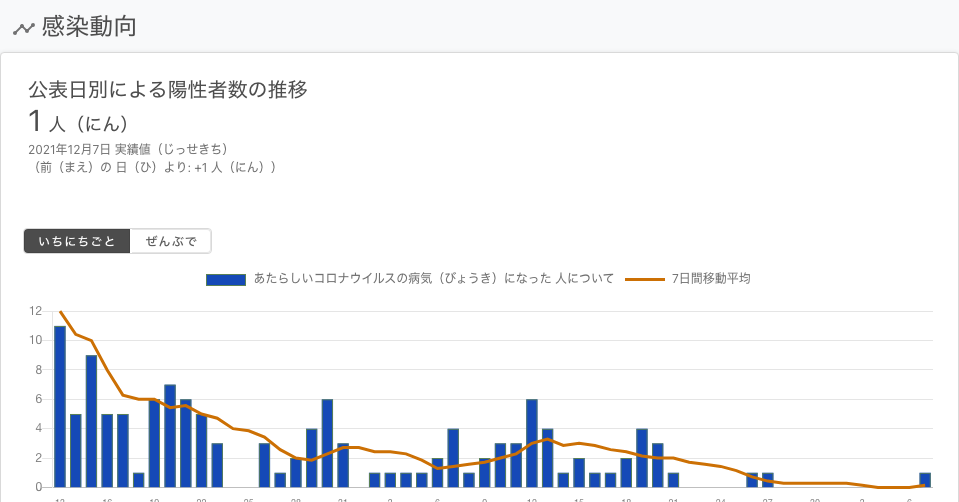 感染動向
公表日別による陽性者数の推移
1 人（にん）
2021年12月7日 実績値（じっせきち）
（前（まえ）の 日（ひ）より: +1 人（にん））
いちにちごと ぜんぶで
あたらしいコロナウイルスの病気（びょうき）になった 人について 7日間移動平均
12
10
8
6
4
2
0